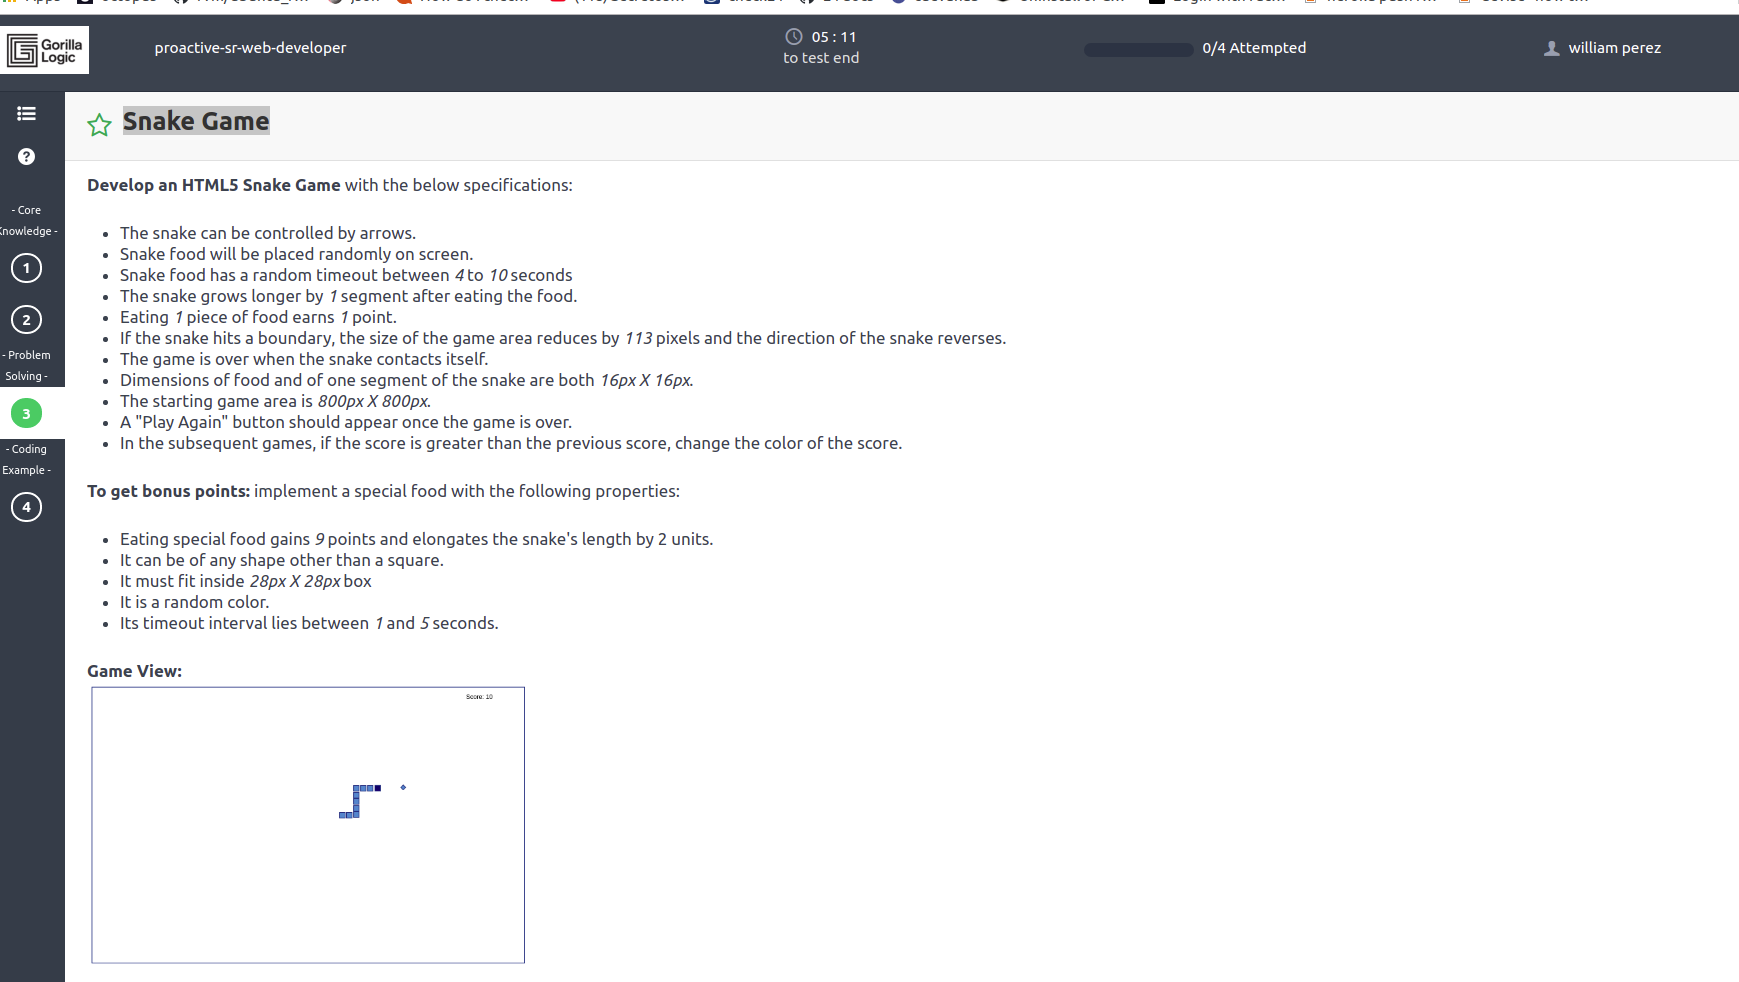 Apps
json
Gorilla
Logic
proactive-sr-web-developer
05 : 11
to test end
0/4 Attempted
william perez
Snake Game
?
- Core
Knowledge -
1
2
- Problem
Solving -
3
- Coding
Example -
4
Develop an HTML5 Snake Game with the below specifications:
• The snake can be controlled by arrows.
• Snake food will be placed randomly on screen.
• Snake food has a random timeout between 4 to 10 seconds
• The snake grows longer by 1 segment after eating the food.
• Eating 1 piece of food earns 1 point.
• If the snake hits a boundary, the size of the game area reduces by 113 pixels and the direction of the snake reverses.
• The game is over when the snake contacts itself.
• Dimensions of food and of one segment of the snake are both 16px X 16px.
• The starting game area is 800px X 800px.
• A "Play Again" button should appear once the game is over.
• In the subsequent games, if the score is greater than the previous score, change the color of the score.
To get bonus points: implement a special food with the following properties:
• Eating special food gains 9 points and elongates the snake's length by 2 units.
• It can be of any shape other than a square.
• It must fit inside 28px X 28px box
• It is a random color.
• Its timeout interval lies between 1 and 5 seconds.
Game View:
Score: 10